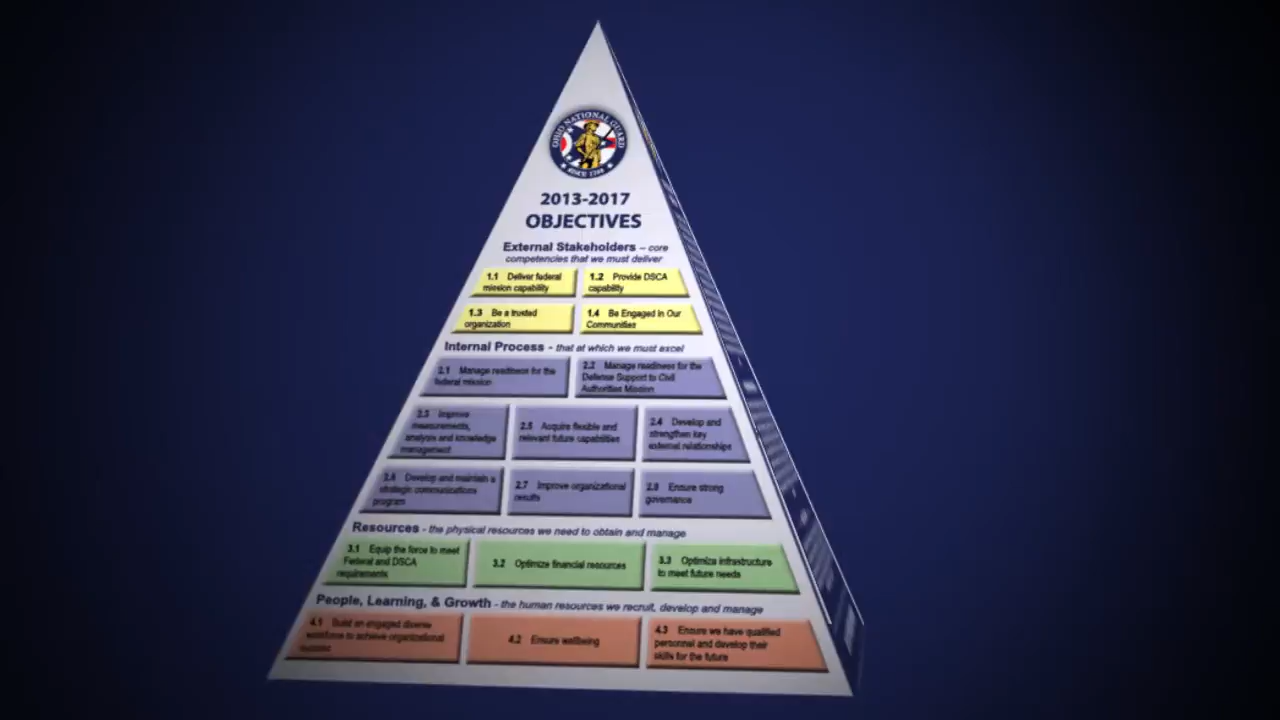 OHIO NATIONAL GUARD
2013-2017
OBJECTIVES
External Stakeholders – core
competencies that we must deliver
1.1 Deliver federal
mission capability
1.2 Provide DSCA
capability
1.3 Be a trusted
organization
1.4 Be Engaged in Our
Communities
Internal Process - that at which we must excel
2.1 Manage readiness for the
federal mission
2.2 Manage readiness for the
Defense Support to Civil
Authorities Mission
2.3 Improve
measurements,
analysis and knowledge
management
2.5 Acquire flexible and
relevant future capabilities
2.4 Develop and
strengthen key
external relationships
2.6 Develop and maintain a
strategic communications
program
2.7 Improve organizational
results
2.8 Ensure strong
governance
Resources - the physical resources we need to obtain and manage
3.1 Equip the force to meet
Federal and DSCA
requirements
3.2 Optimize financial resources
3.3 Optimize infrastructure
to meet future needs
People, Learning, & Growth - the human resources we recruit, develop and manage
4.1 Build an engaged diverse
workforce to achieve organizational
4.2 Ensure wellbeing
4.3 Ensure we have qualified
personnel and develop their
skills for the future